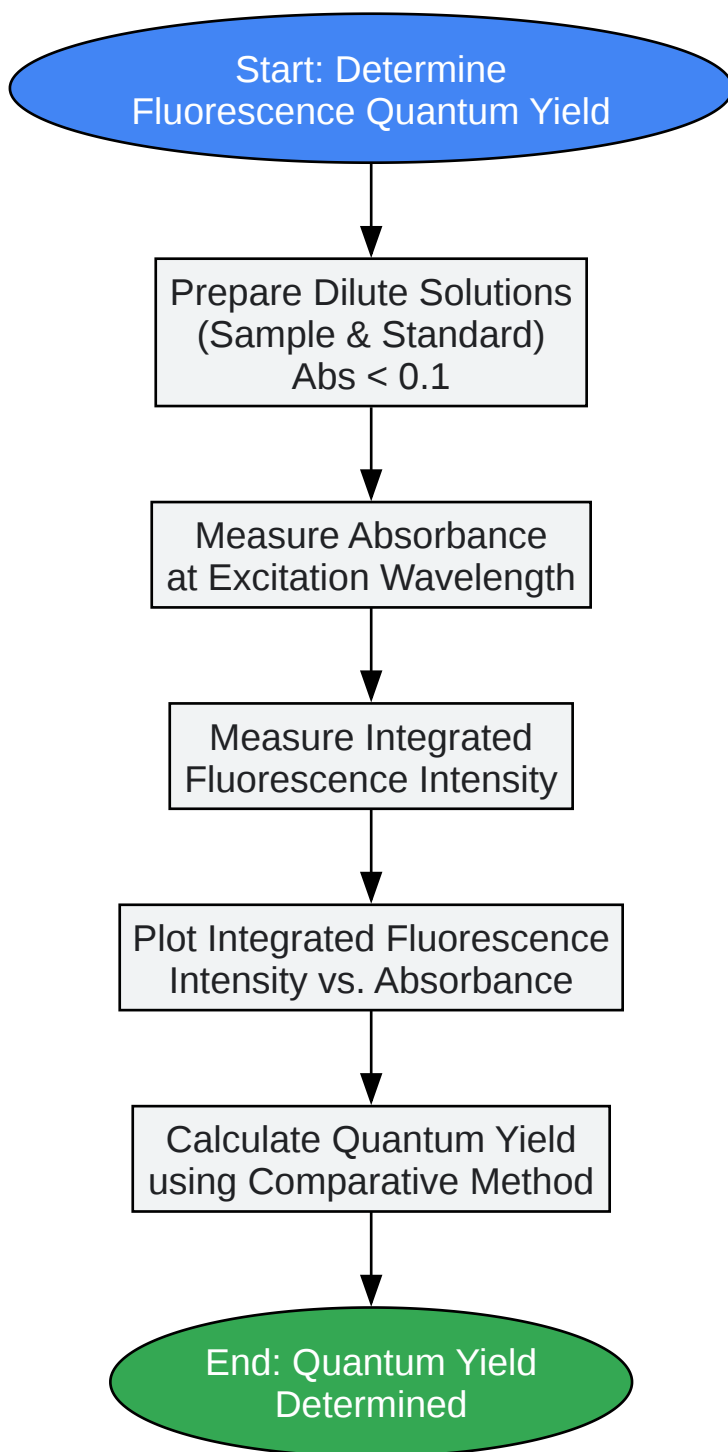 Start: Determine
Fluorescence Quantum Yield
Prepare Dilute Solutions
(Sample & Standard)
Abs < 0.1
Measure Absorbance
at Excitation Wavelength
Measure Integrated
Fluorescence Intensity
Plot Integrated Fluorescence
Intensity vs. Absorbance
Calculate Quantum Yield
using Comparative Method
End: Quantum Yield
Determined